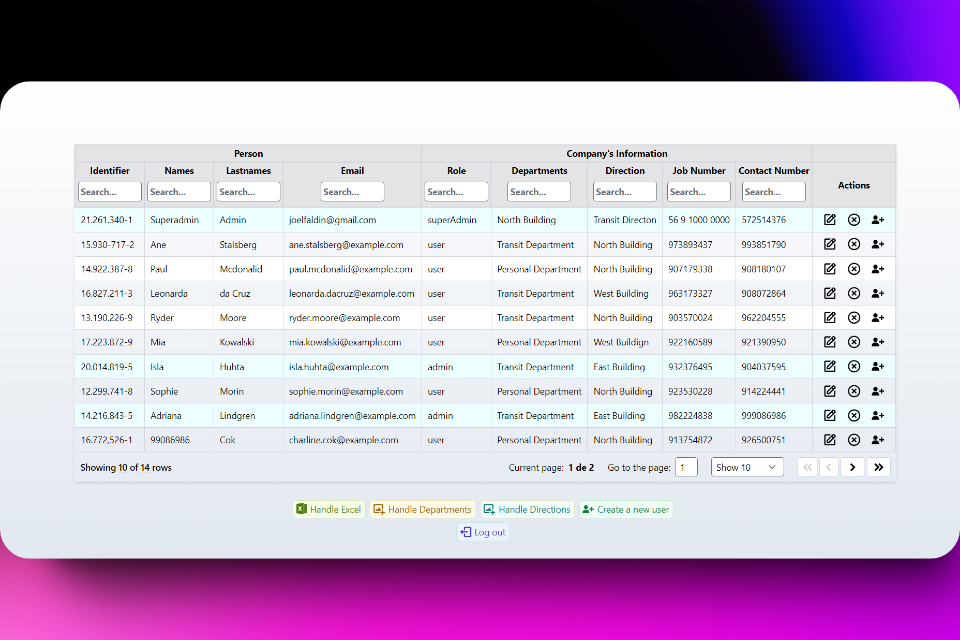 Person Company's Information
Identifier Names Lastnames Email Role Departments Direction Job Number Contact Number Actions
Search... Search... Search... Search... Search... Search... Search... Search... Search...
21.261.340-1 Superadmin Admin joelfaldin@gmail.com superAdmin North Building Transit Directon 56 9 1000 0000 572514376
15.930-717-2 Ane Stalsberg ane.stalsberg@example.com user Transit Department North Building 973893437 993851790
14.922.387-8 Paul Mcdonalid paul.mcdonalid@example.com user Personal Department North Building 907179338 908180107
16.827.211-3 Leonarda da Cruz leonarda.dacruz@example.com user Transit Department West Building 963173327 908072864
13.190.226-9 Ryder Moore ryder.moore@example.com user Transit Department North Building 903570024 962204555
17.223.872-9 Mia Kowalski mia.kowalski@example.com user Personal Department West Buildign 922160589 921390950
20.014.819-5 Isla Huhta isla.huhta@example.com admin Transit Department East Building 932376495 904037595
12.299.741-8 Sophie Morin sophie.morin@example.com user Personal Department North Building 923530228 914224441
14.216.843-5 Adriana Lindgren adriana.lindgren@example.com admin Transit Department East Building 982224838 999086986
16.772,526-1 99086986 Cok charline.cok@example.com user Personal Department North Building 913754872 926500751
Showing 10 of 14 rows Current page: 1 de 2 Go to the page: 1 Show 10
Handle Excel Handle Departments Handle Directions Create a new user
Log out